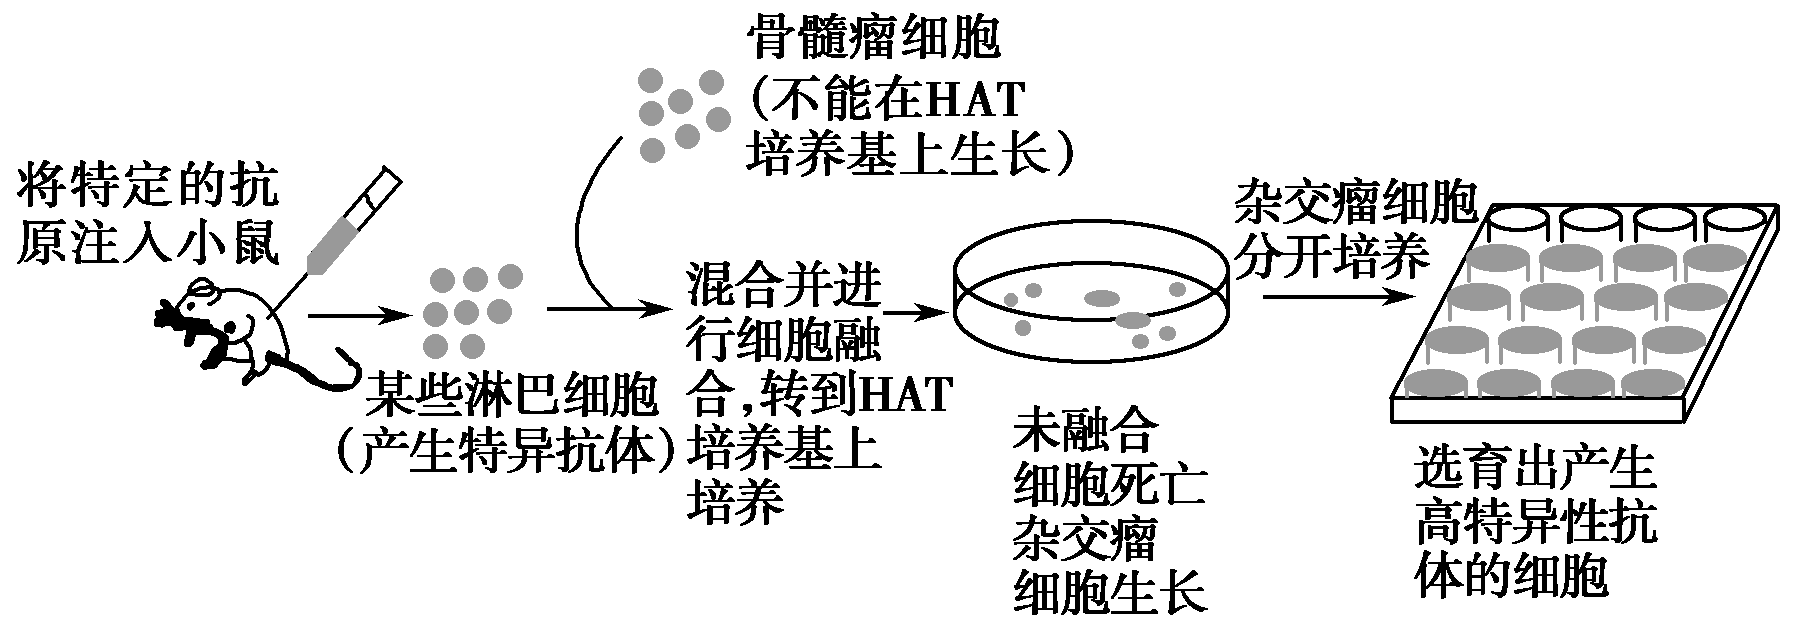 将特定的抗
原注入小鼠
某些淋巴细胞
(产生特异抗体)
骨髓瘤细胞
(不能在HAT
培养基上生长)
混合并进
行细胞融
合,转到HAT
培养基上
培养
未融合
细胞死亡
杂交瘤
细胞生长
杂交瘤细胞
分开培养
选育出产生
高特异性抗
体的细胞